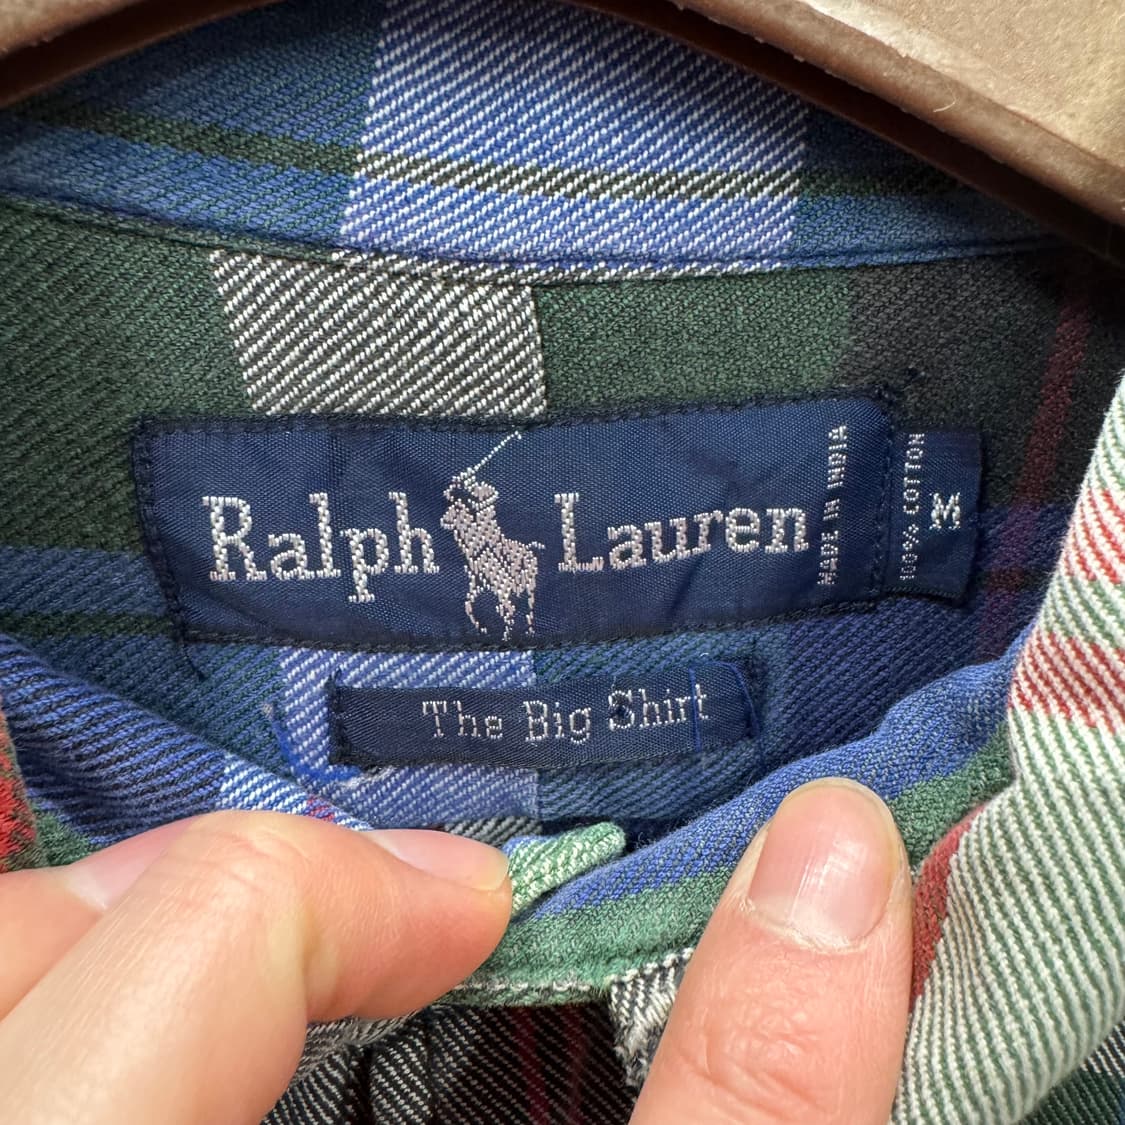 Ralph Lauren
MADE IN INDIA
100% COTTON
M
The Big Shirt